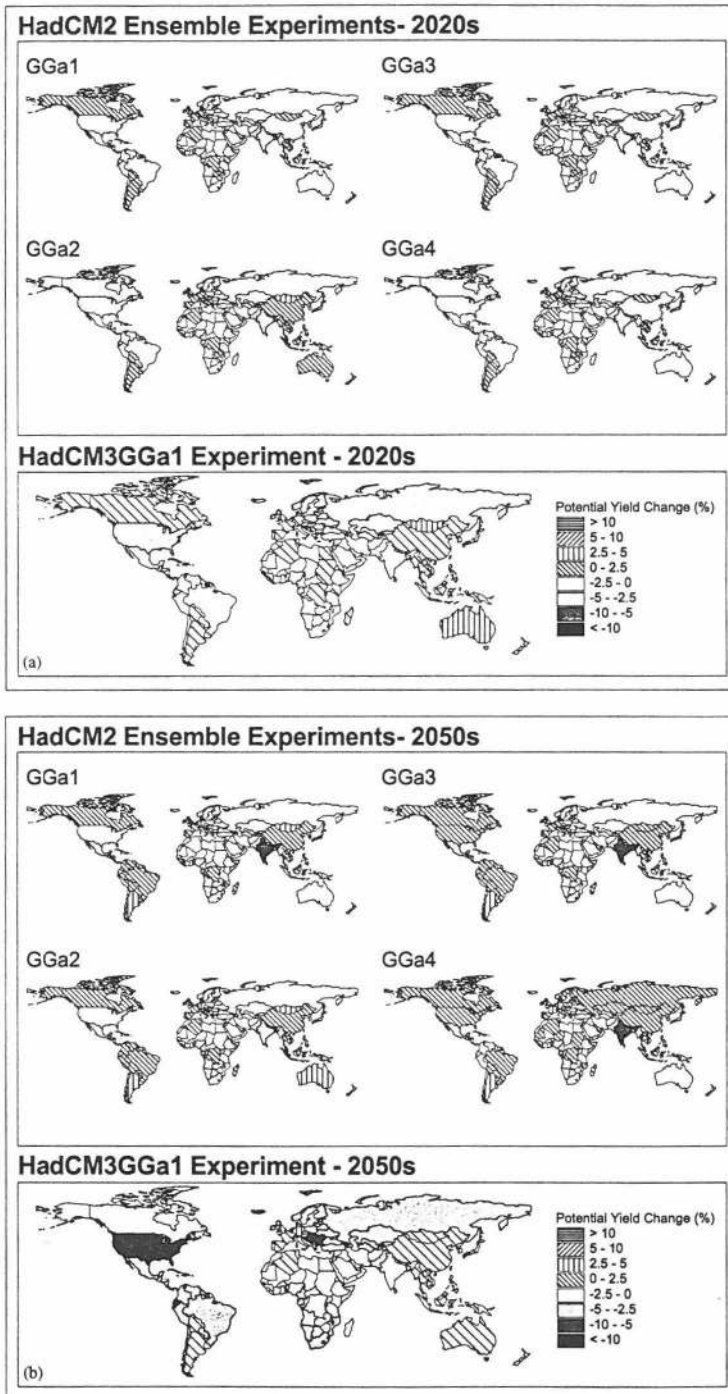 HadCM2 Ensemble Experiments- 2020s
GGa1
GGa3
GGa2
GGa4
HadCM3GGa1 Experiment - 2020s
Potential Yield Change (%)
> 10
5 - 10
2.5 - 5
0 - 2.5
-2.5 - 0
-5 - -2.5
-10 - -5
< -10
(a)
HadCM2 Ensemble Experiments- 2050s
GGa1
GGa3
GGa2
GGa4
HadCM3GGa1 Experiment - 2050s
Potential Yield Change (%)
> 10
5 - 10
2.5 - 5
0 - 2.5
-2.5 - 0
-5 - -2.5
-10 - -5
< -10
(b)